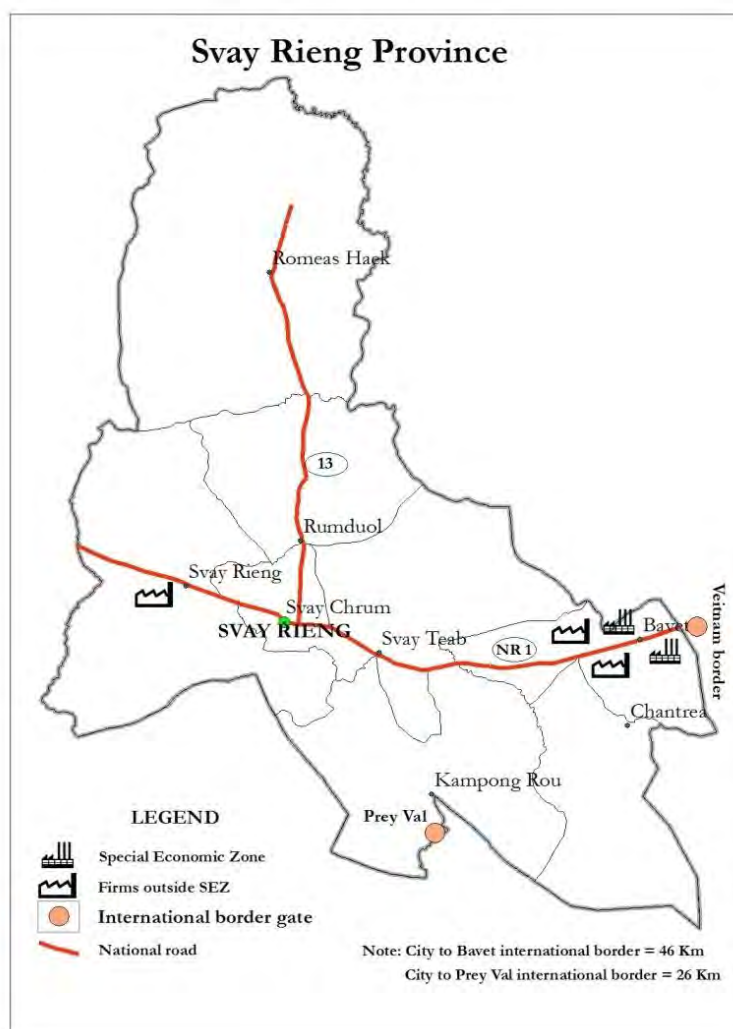 Svay Rieng Province
Romeas Haek
13
Rumduol
Svay Rieng
Svay Chrum
SVAY RIENG
Svay Teab
NR 1
Bavet
Veitnam border
Chantrea
Kampong Rou
Prey Val
LEGEND
Special Economic Zone
Firms outside SEZ
International border gate
National road
Note: City to Bavet international border = 46 Km
City to Prey Val international border = 26 Km